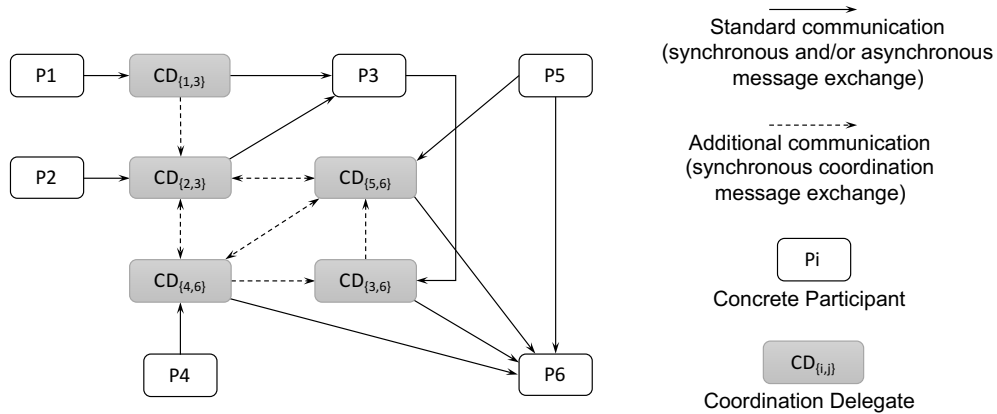 P1
CD{1,3}
P3
P5
P2
CD{2,3}
CD{5,6}
CD{4,6}
CD{3,6}
P4
P6
Standard communication
(synchronous and/or asynchronous
message exchange)
Additional communication
(synchronous coordination
message exchange)
Pi
Concrete Participant
CD{i,j}
Coordination Delegate